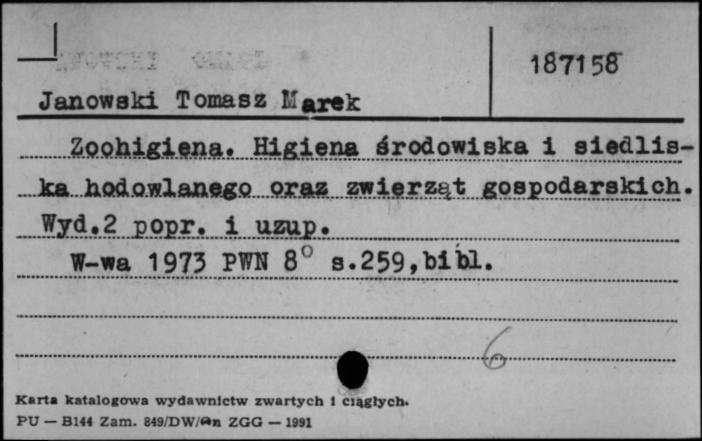 187158
Janowski Tomasz Marek
Zoohigiena. Higiena środowiska i siedlis-
ka hodowlanego oraz zwierząt gospodarskich.
Wyd.2 popr. i uzup.
W-wa 1973 PWN 8° s.259,bibl.
6
Karta katalogowa wydawnictw zwartych i ciągłych.
PU — B144 Zam. 849/DW/ ZGG — 1991